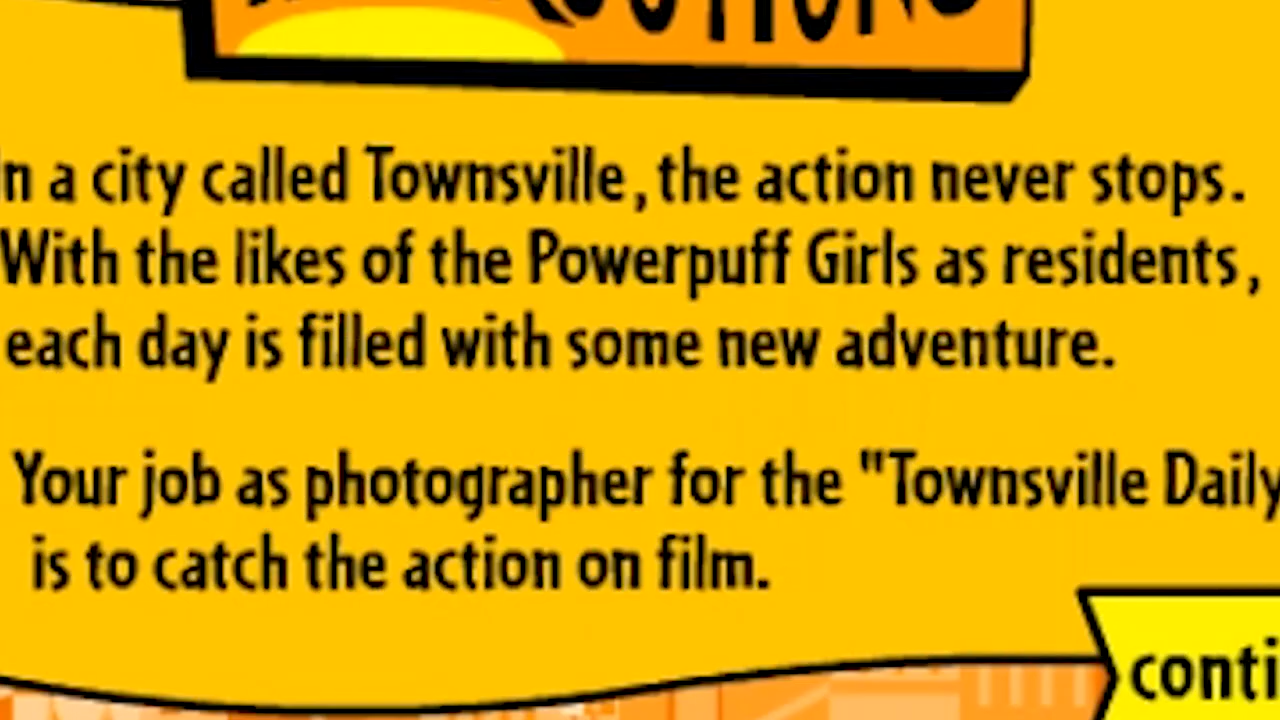 In a city called Townsville, the action never stops.
With the likes of the Powerpuff Girls as residents,
each day is filled with some new adventure.
Your job as photographer for the "Townsville Daily
is to catch the action on film.
conti